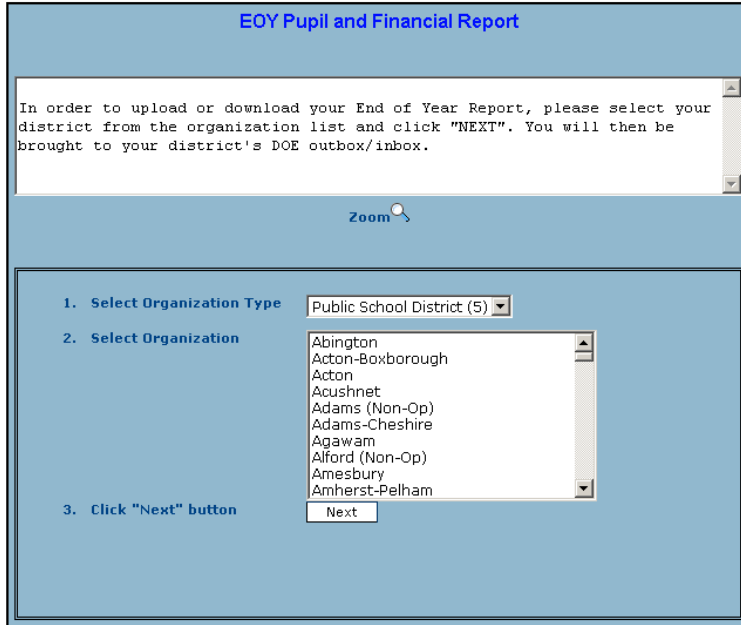 EOY Pupil and Financial Report
In order to upload or download your End of Year Report, please select your
district from the organization list and click "NEXT". You will then be
brought to your district's DOE outbox/inbox.
Zoom
1. Select Organization Type Public School District (5)
2. Select Organization
Abington
Acton-Boxborough
Acton
Acushnet
Adams (Non-Op)
Adams-Cheshire
Agawam
Alford (Non-Op)
Amesbury
Amherst-Pelham
3. Click "Next" button Next